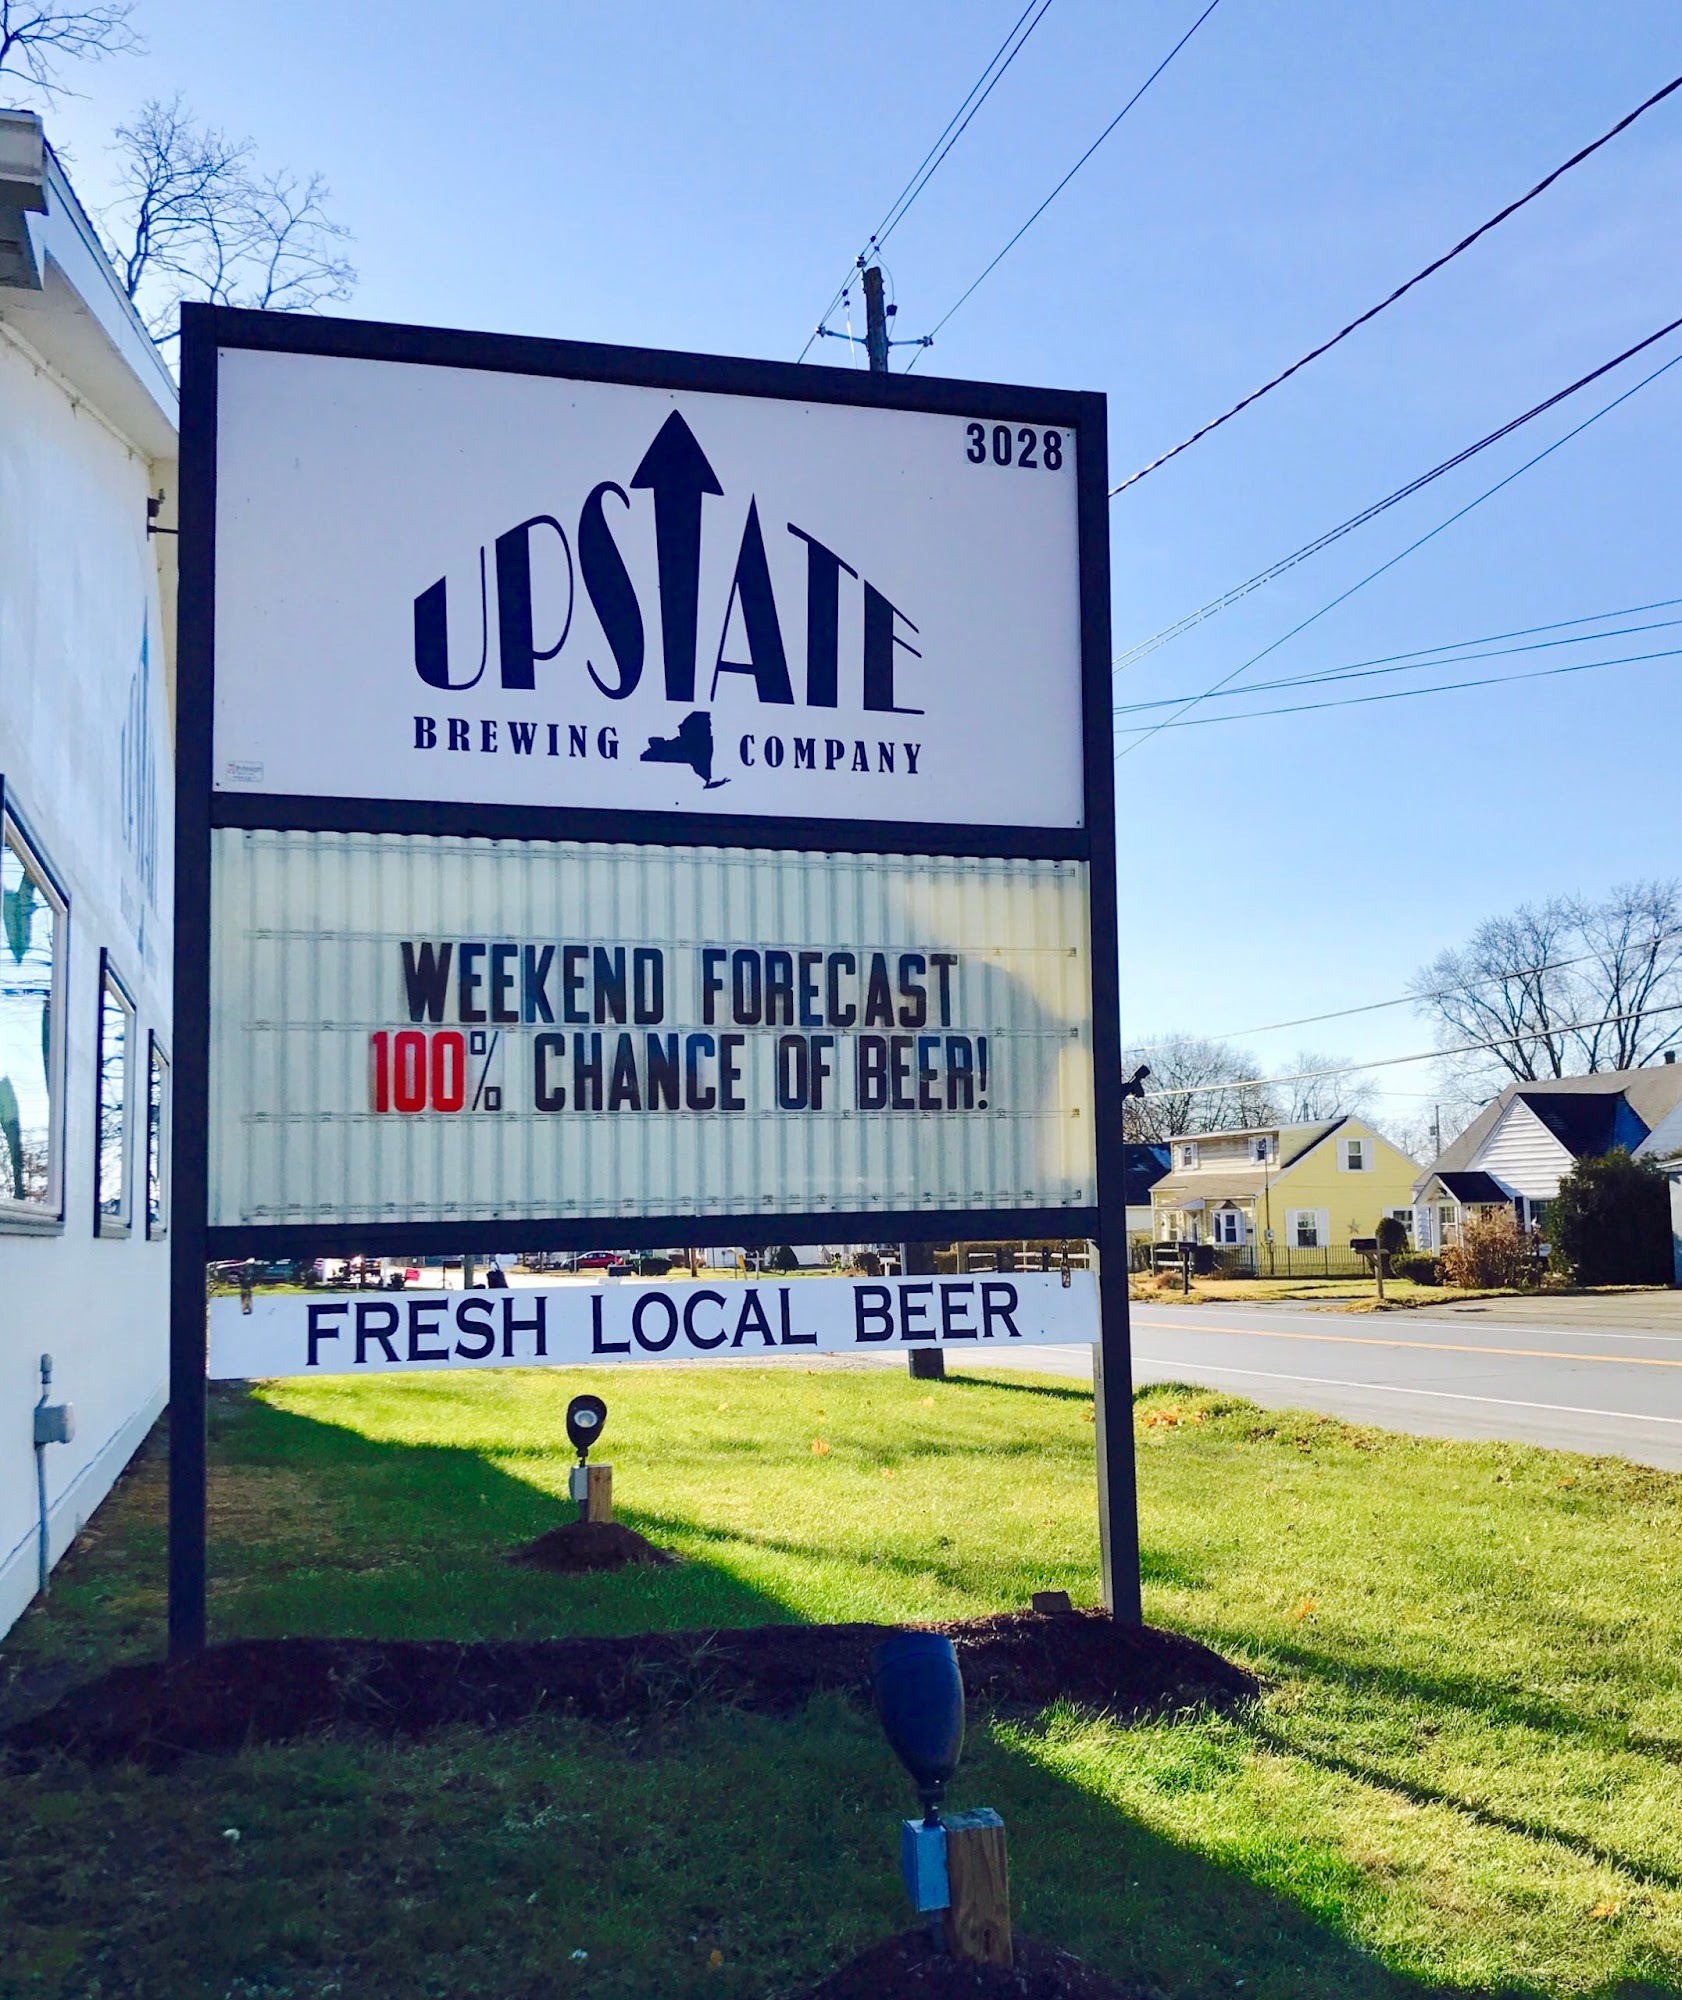 3028
UPSTATE
BREWING COMPANY
WEEKEND FORECAST
100% CHANCE OF BEER!
FRESH LOCAL BEER